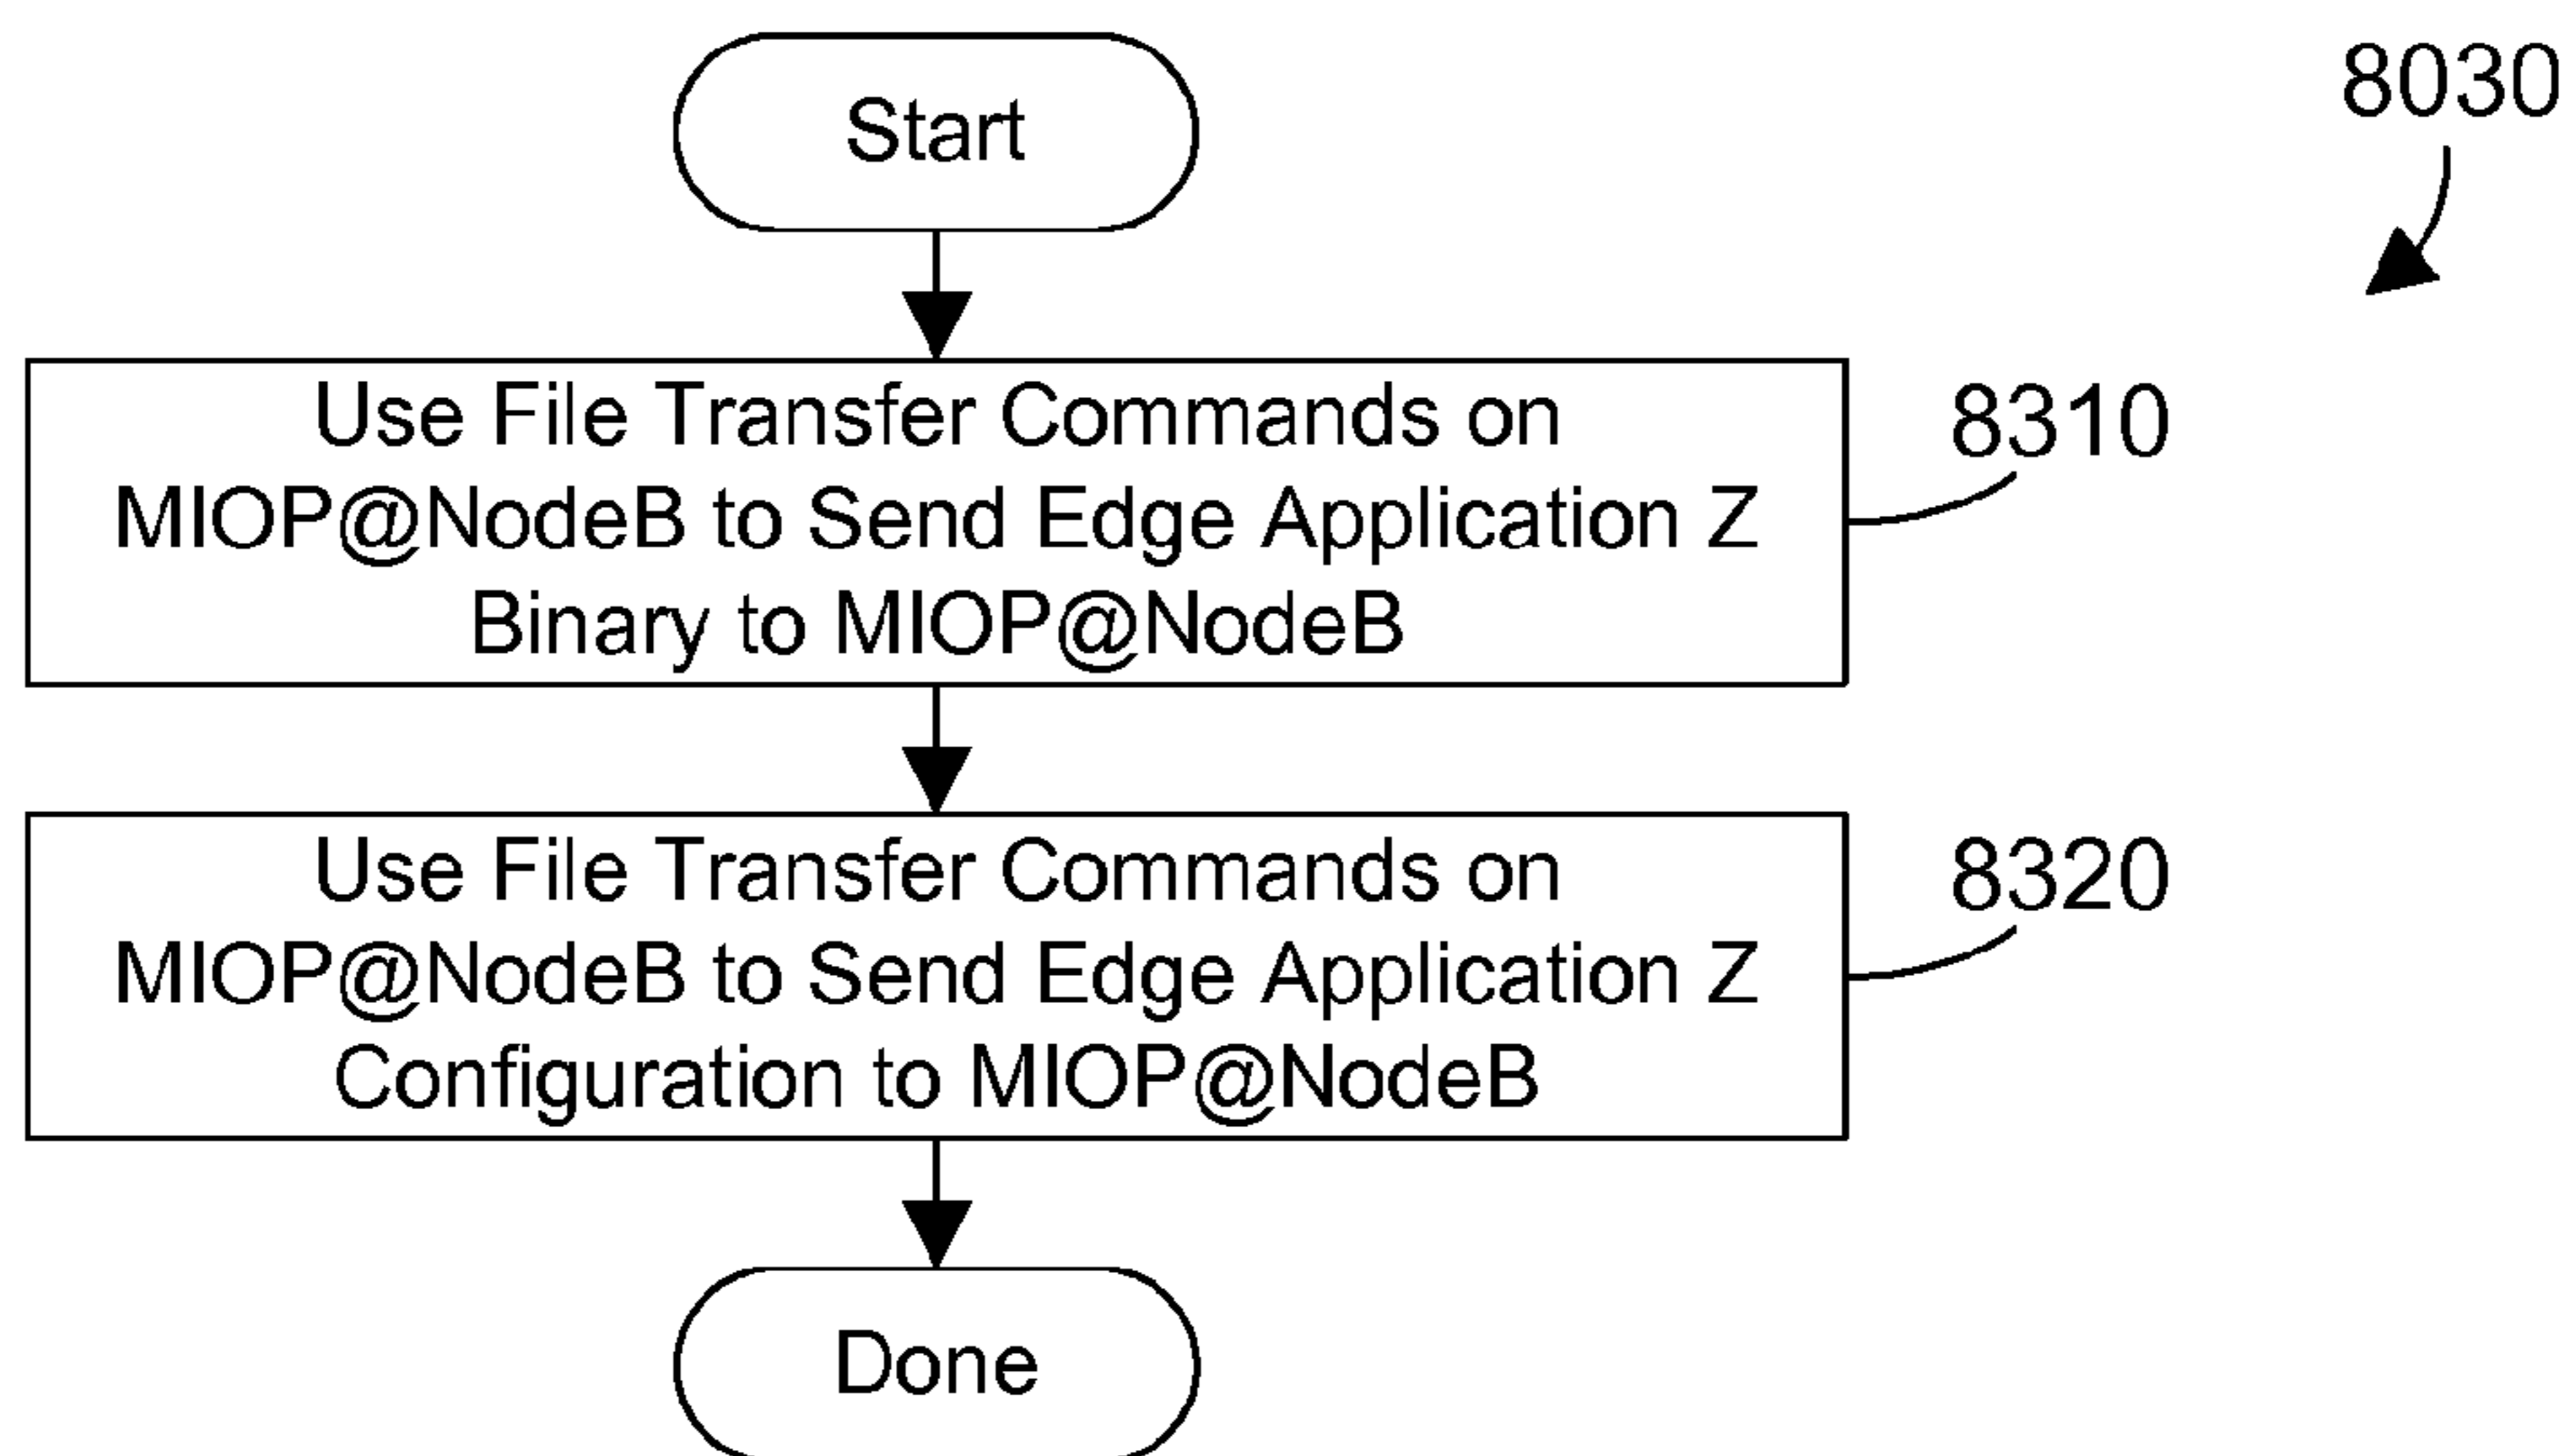 Start
8030
Use File Transfer Commands on
MIOP@NodeB to Send Edge Application Z
Binary to MIOP@NodeB
8310
Use File Transfer Commands on
MIOP@NodeB to Send Edge Application Z
Configuration to MIOP@NodeB
8320
Done